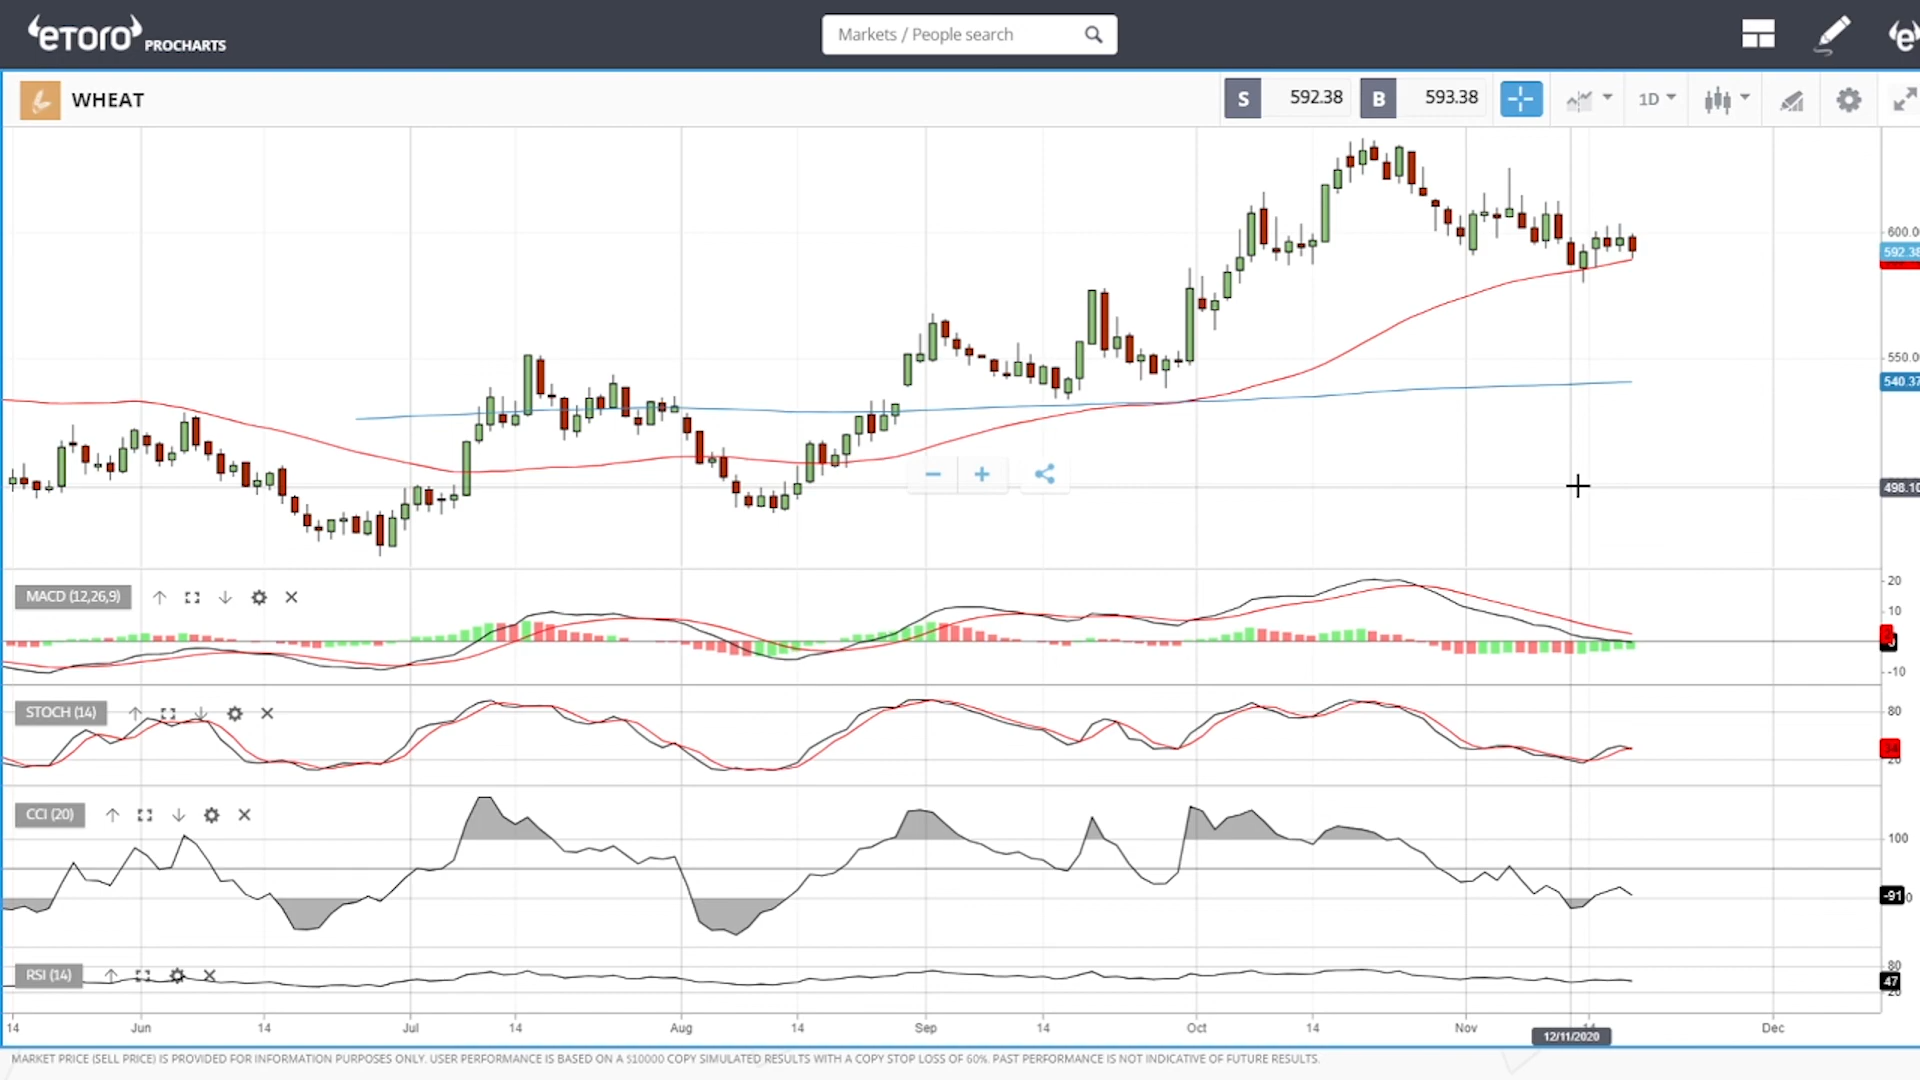 eTORO PROCHARTS
Markets / People search
WHEAT
S 592.38 B 593.38 1D
600.0
592.38
550.0
540.37
498.10
MACD (12,26,9)
20
10
-10
STOCH (14)
80
20
CCI (20)
100
-91
RSI (14)
80
47
20
14 Jun 14 Jul 14 Aug 14 Sep 14 Oct 14 Nov 14 Dec
12/11/2020
MARKET PRICE (SELL PRICE) IS PROVIDED FOR INFORMATION PURPOSES ONLY. USER PERFORMANCE IS BASED ON A $10000 COPY SIMULATED RESULTS WITH A COPY STOP LOSS OF 60%. PAST PERFORMANCE IS NOT INDICATIVE OF FUTURE RESULTS.